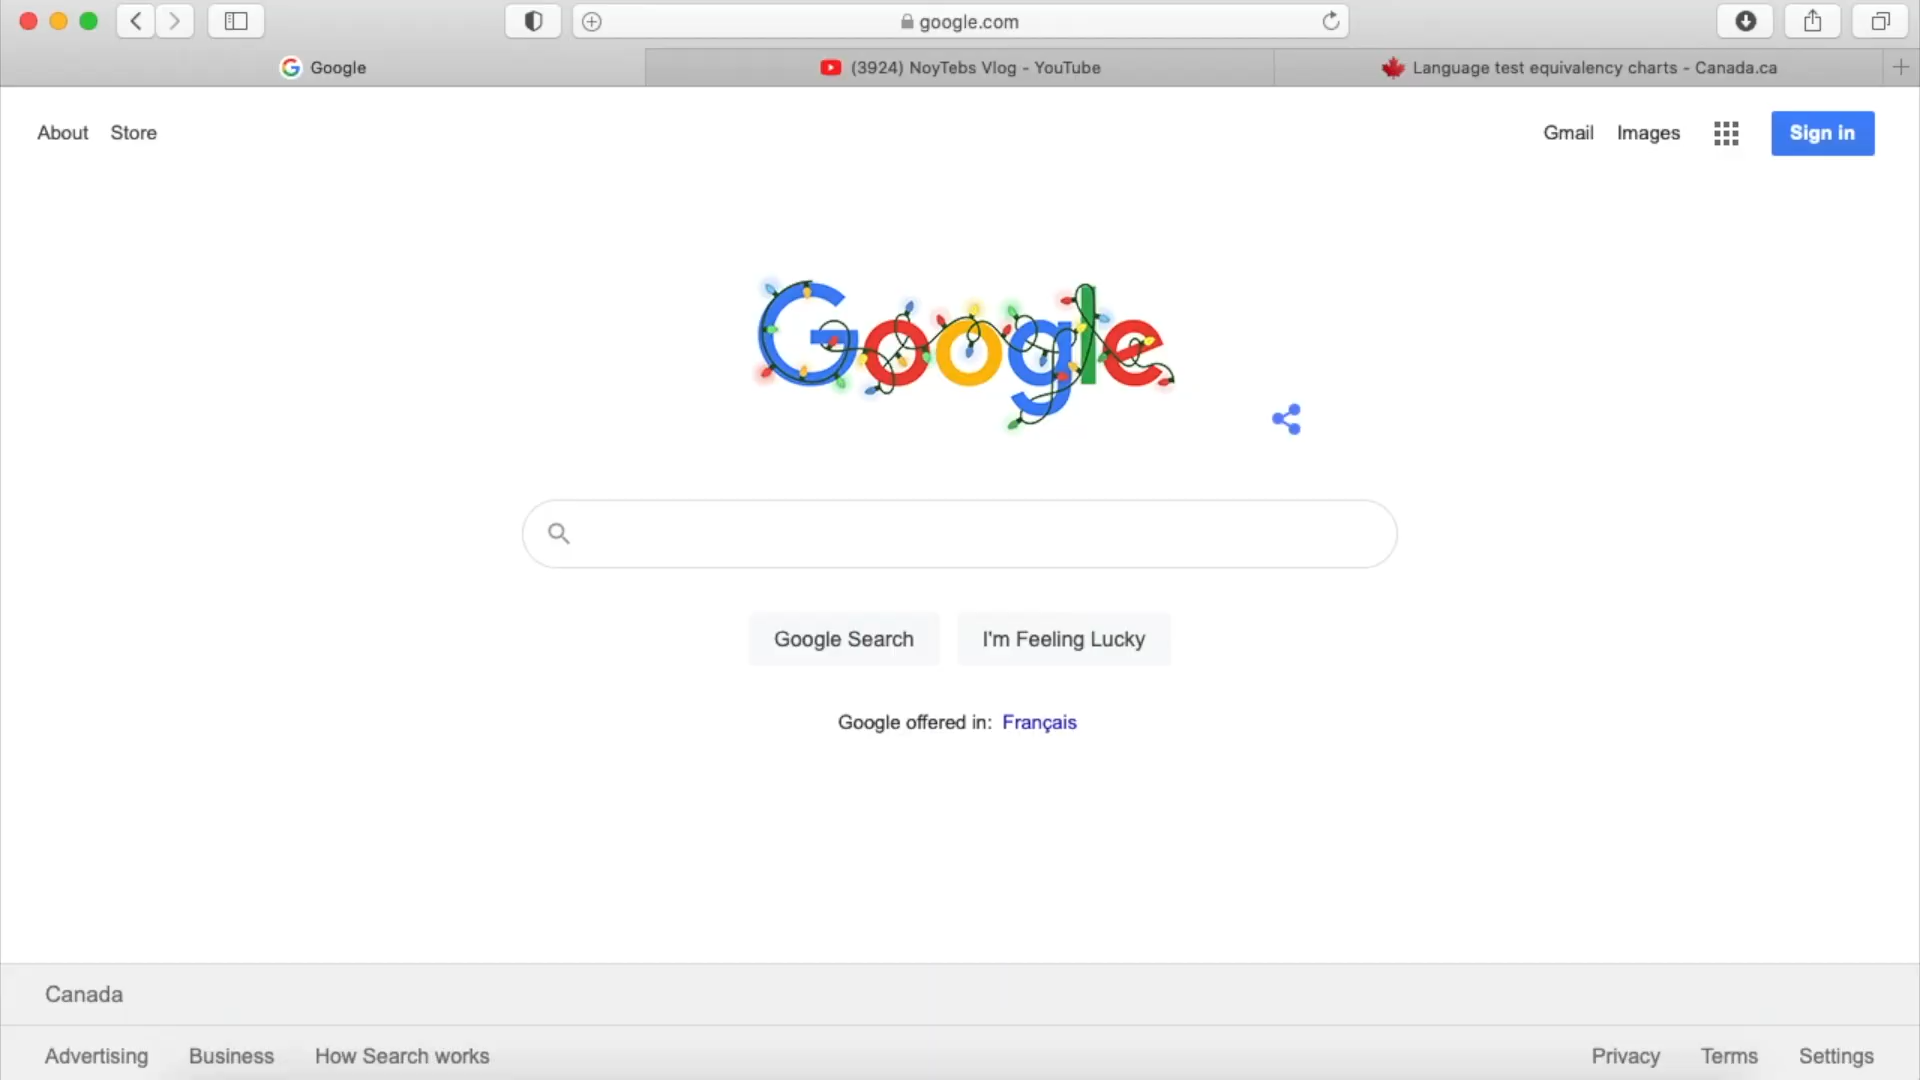 google.com
Google
(3924) NoyTebs Vlog - YouTube
Language test equivalency charts - Canada.ca
About Store
Gmail Images Sign in
Google
Google Search
I'm Feeling Lucky
Google offered in: Français
Canada
Advertising Business How Search works
Privacy Terms Settings